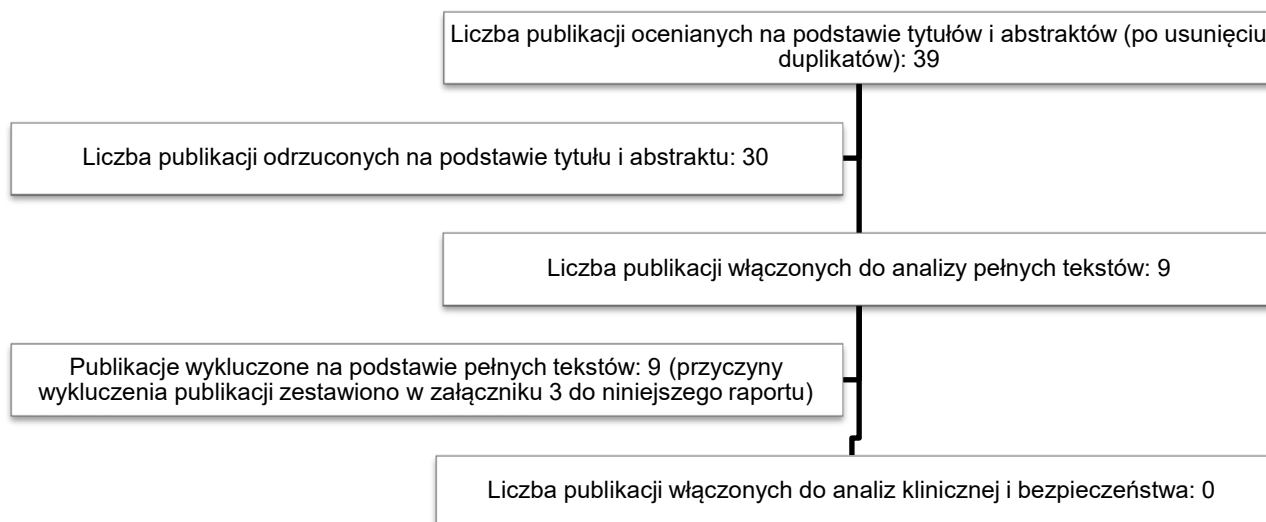 Liczba publikacji ocenianych na podstawie tytułów i abstraktów (po usunięciu
duplikatów): 39
Liczba publikacji odrzuconych na podstawie tytułu i abstraktu: 30
Liczba publikacji włączonych do analizy pełnych tekstów: 9
Publikacje wykluczone na podstawie pełnych tekstów: 9 (przyczyny
wykluczenia publikacji zestawiono w załączniku 3 do niniejszego raportu)
Liczba publikacji włączonych do analiz klinicznej i bezpieczeństwa: 0